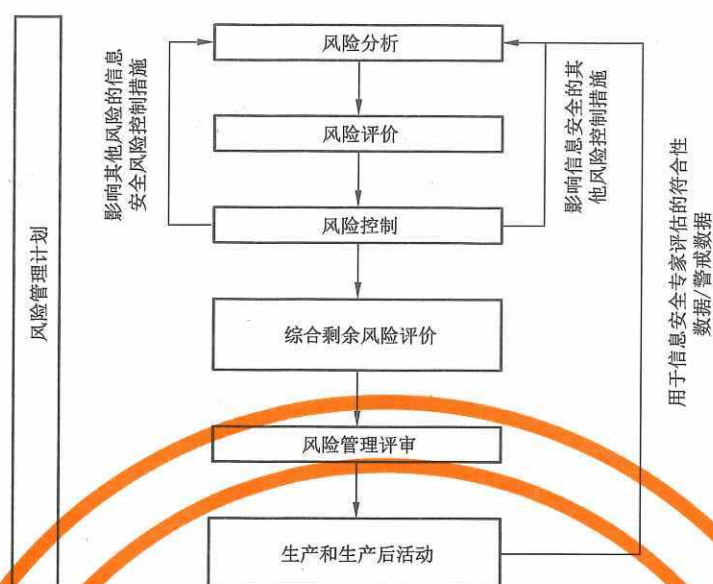 风险管理计划
影响其他风险的信息
安全风险控制措施
风险分析
风险评价
风险控制
综合剩余风险评价
风险管理评审
生产和生产后活动
影响信息安全的其
他风险控制措施
用于信息安全专家评估的符合性
数据/警戒数据